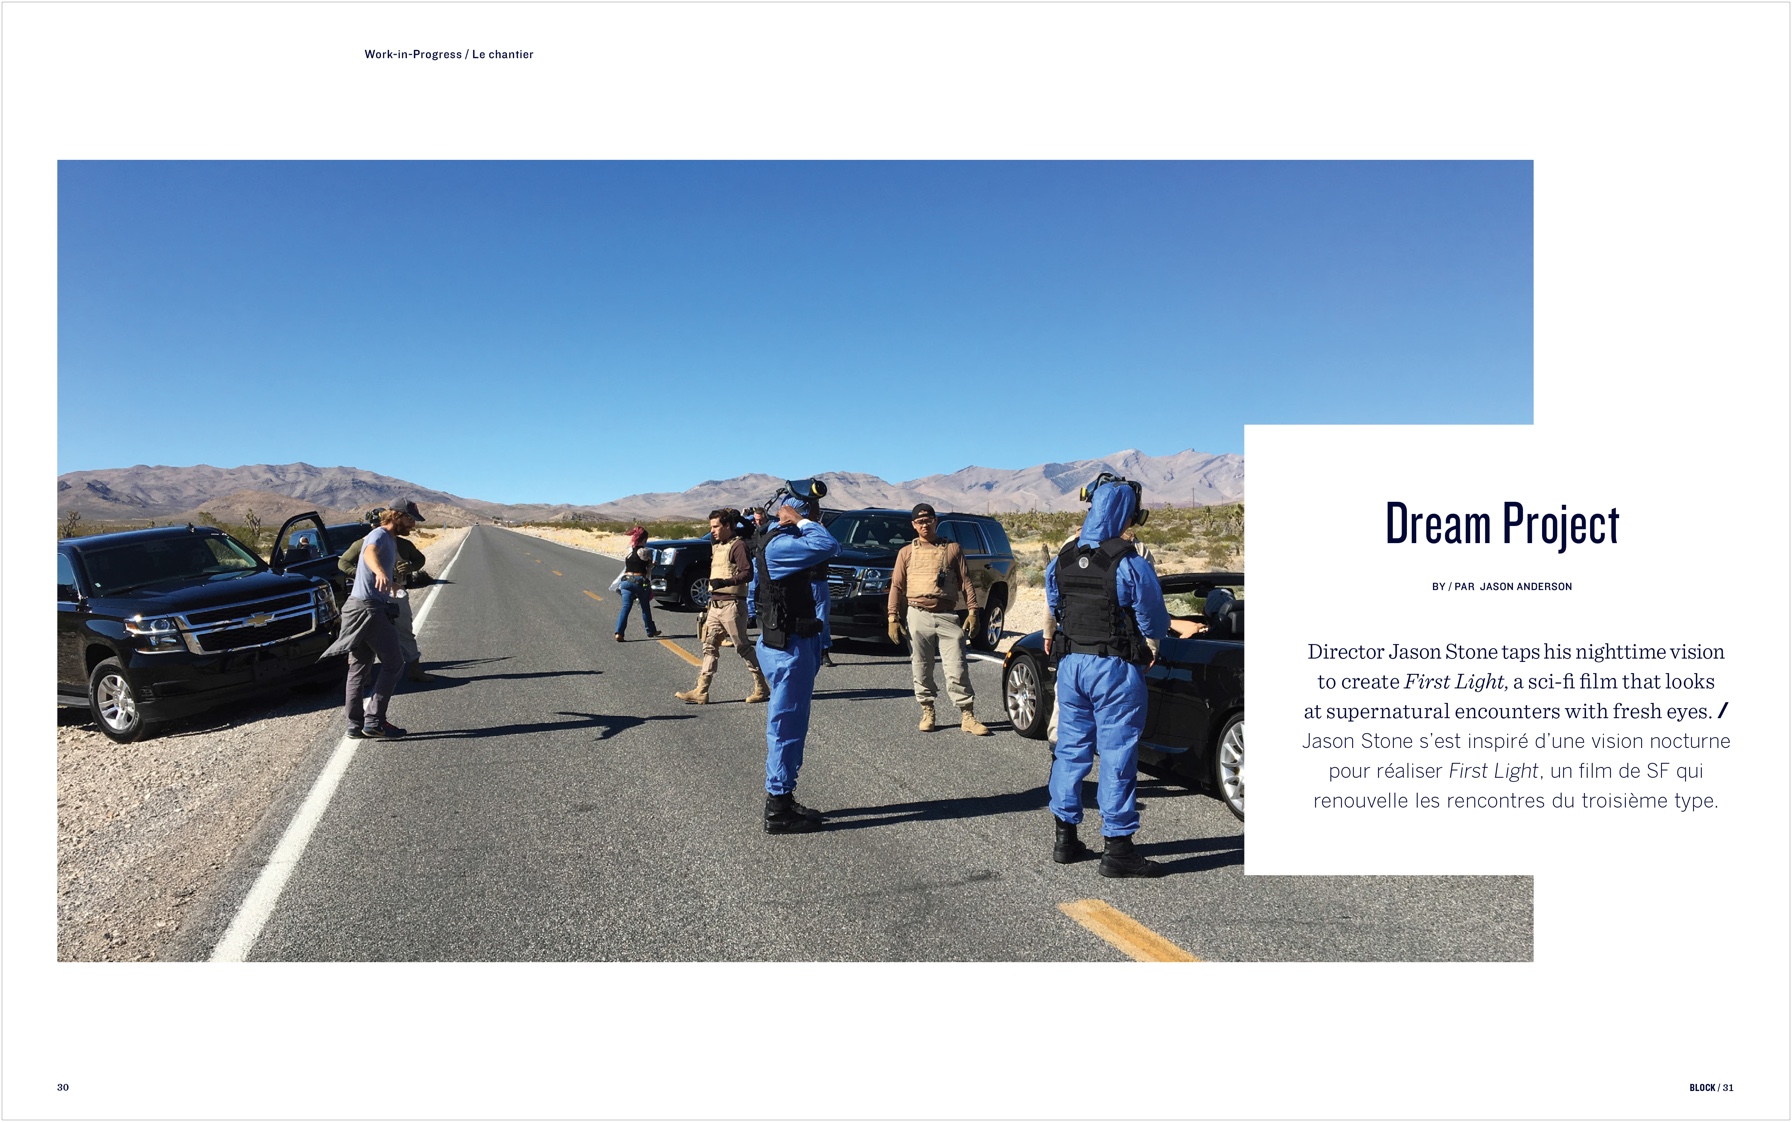 Work-in-Progress / Le chantier
Dream Project
BY / PAR JASON ANDERSON
Director Jason Stone taps his nighttime vision
to create First Light, a sci-fi film that looks
at supernatural encounters with fresh eyes. /
Jason Stone s'est inspiré d'une vision nocturne
pour réaliser First Light, un film de SF qui
renouvelle les rencontres du troisième type.
30
BLOCK / 31